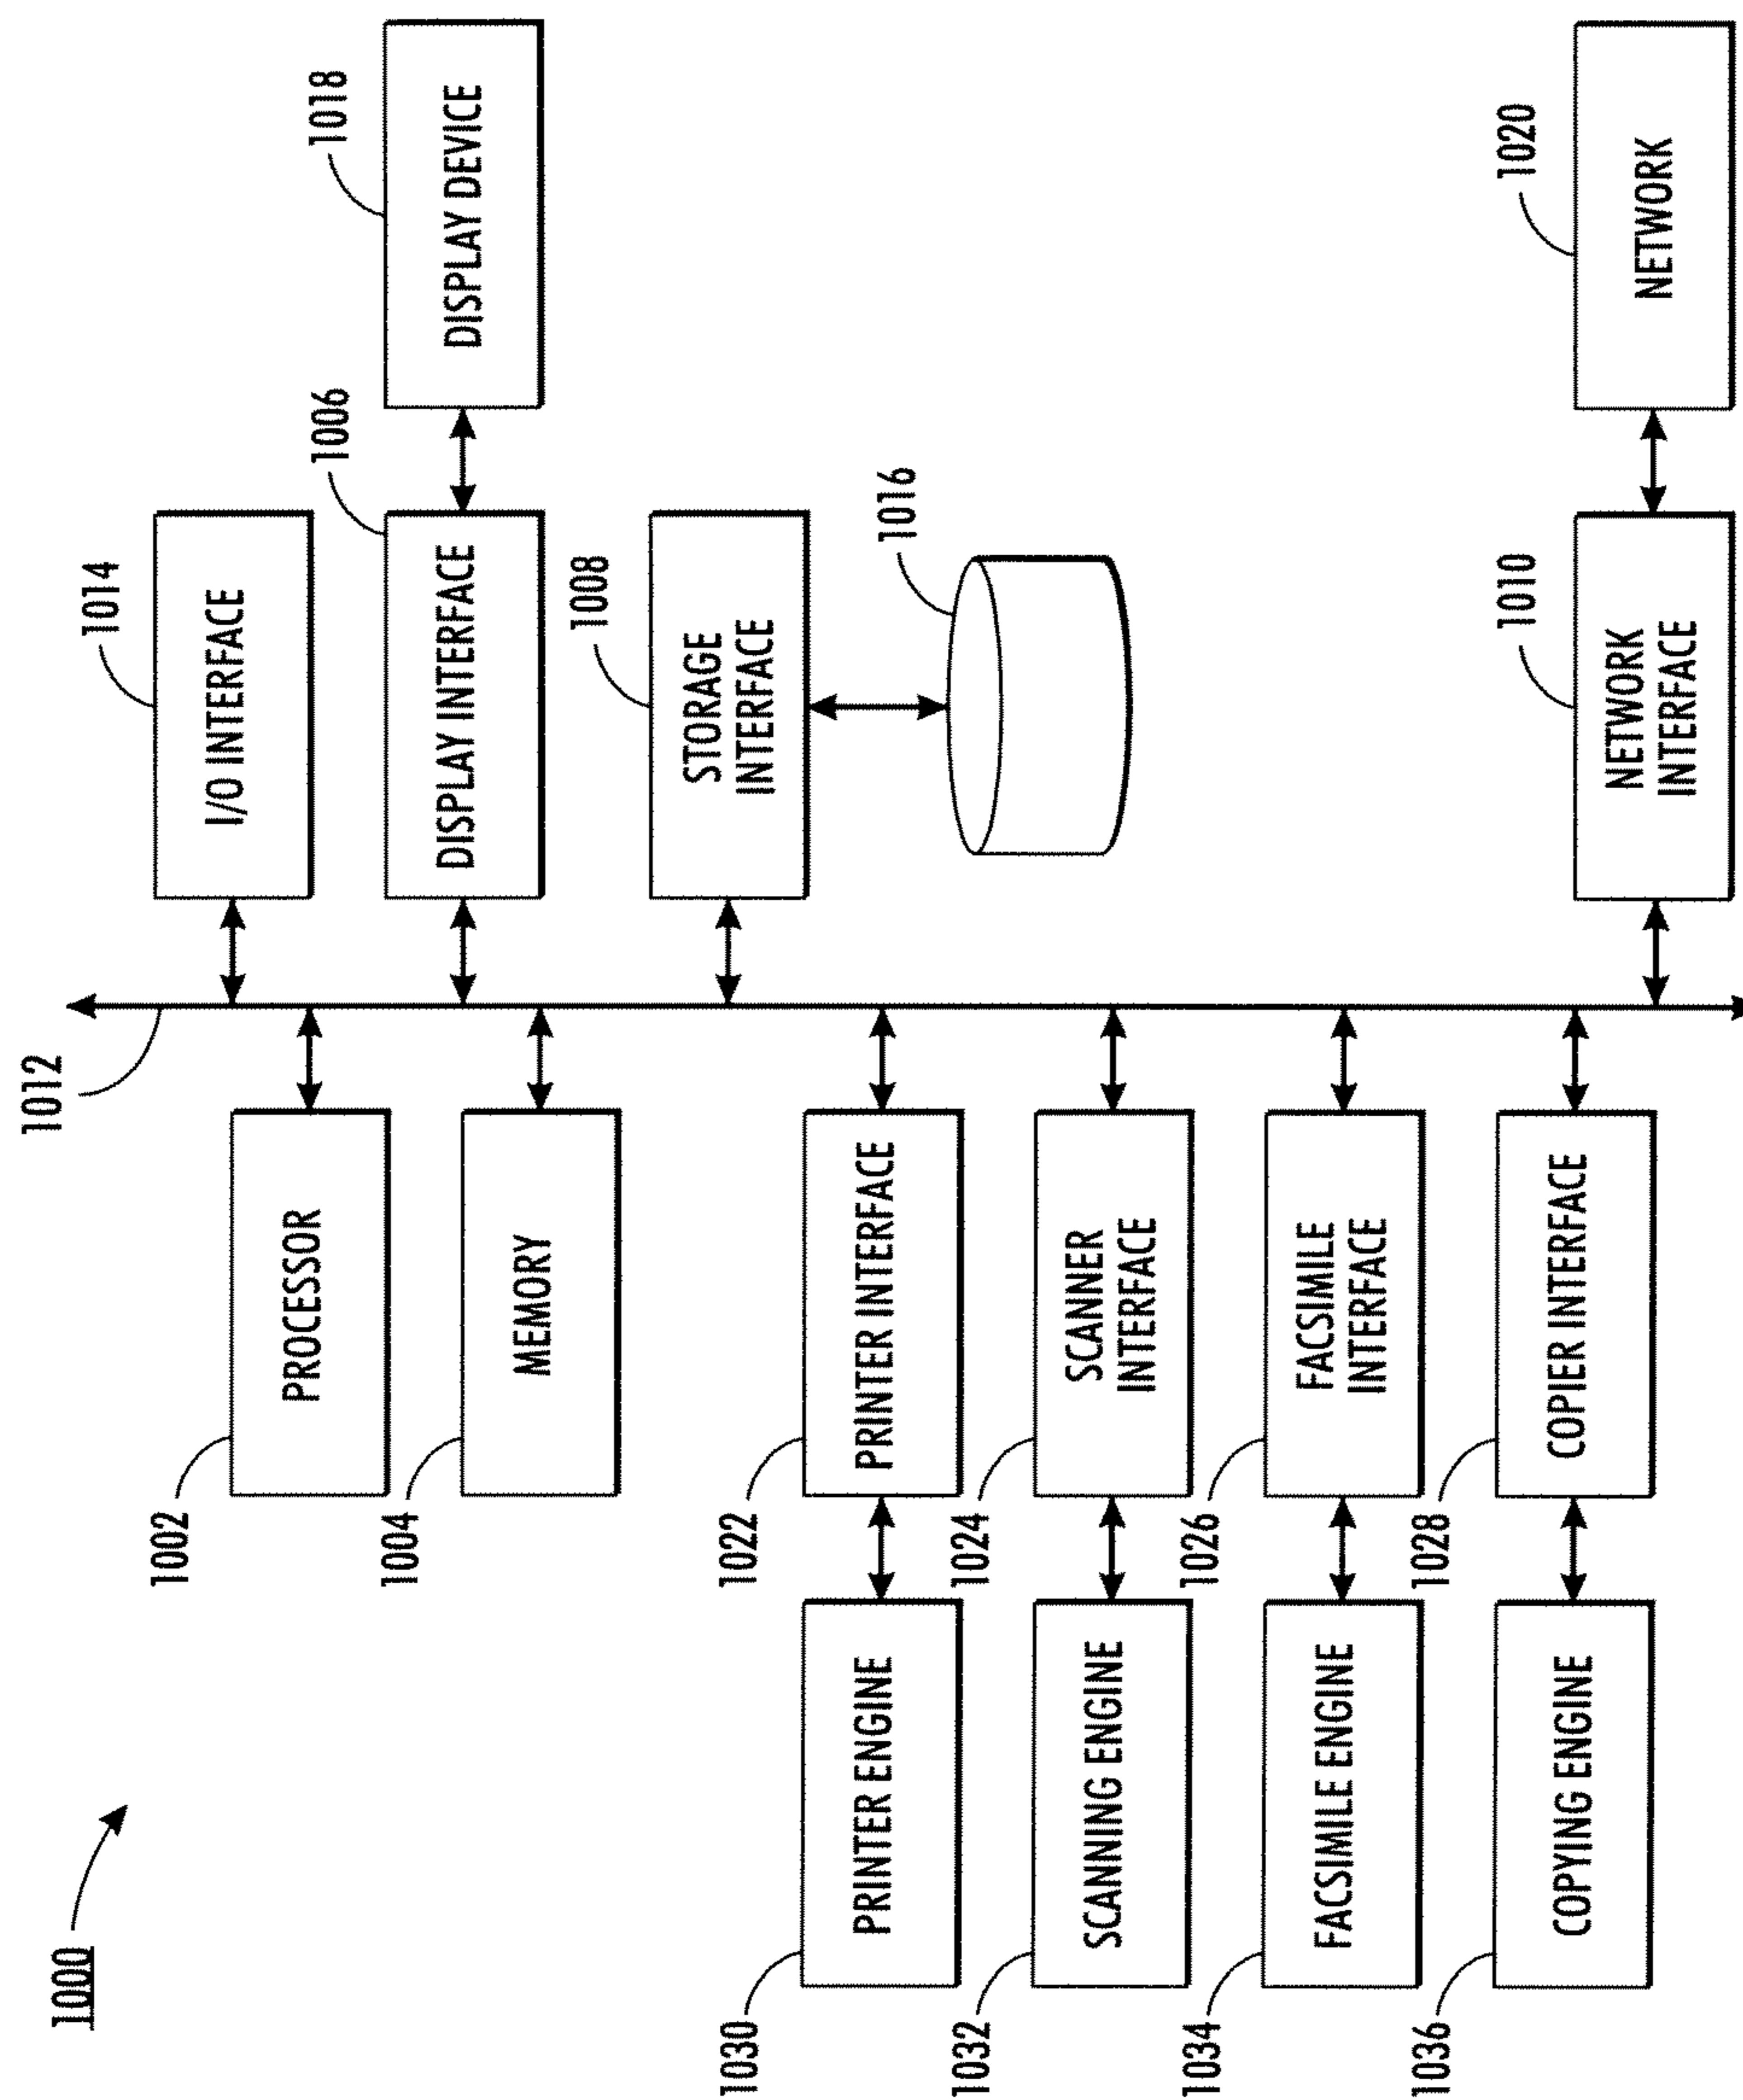 1000
1012
1002
PROCESSOR
1004
MEMORY
1014
I/O INTERFACE
1006
DISPLAY INTERFACE
1018
DISPLAY DEVICE
1008
STORAGE
INTERFACE
1016
1030
PRINTER ENGINE
1022
PRINTER INTERFACE
1032
SCANNING ENGINE
1024
SCANNER
INTERFACE
1034
FACSIMILE ENGINE
1026
FACSIMILE
INTERFACE
1036
COPYING ENGINE
1028
COPIER INTERFACE
1010
NETWORK
INTERFACE
1020
NETWORK